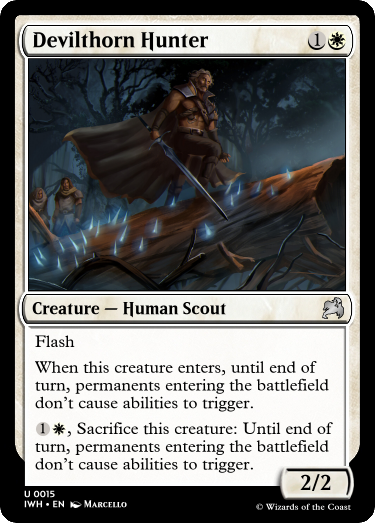 Devilthorn Hunter 1
Creature — Human Scout
Flash
When this creature enters, until end of
turn, permanents entering the battlefield
don't cause abilities to trigger.
1, Sacrifice this creature: Until end of
turn, permanents entering the battlefield
don't cause abilities to trigger.
2/2
U 0015
IWH • EN Marcello
© Wizards of the Coast